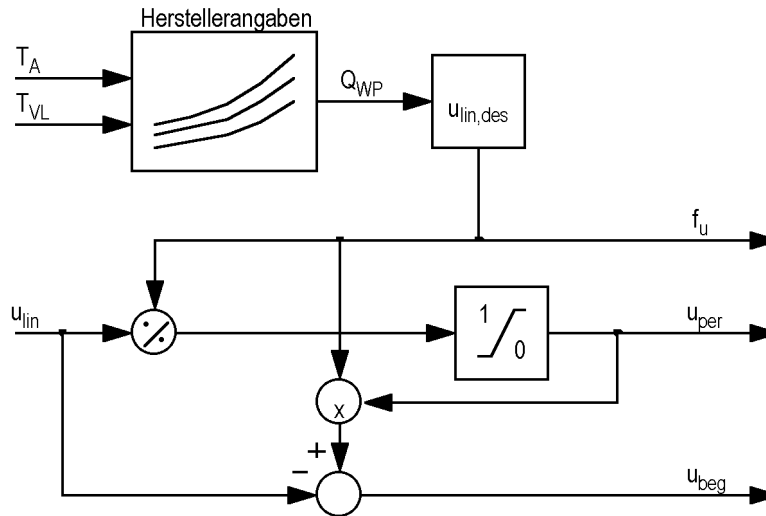 Herstellerangaben
T_A
T_VL
Q_WP
u_lin,des
f_u
u_lin
1
0
u_per
x
+
−
u_beg